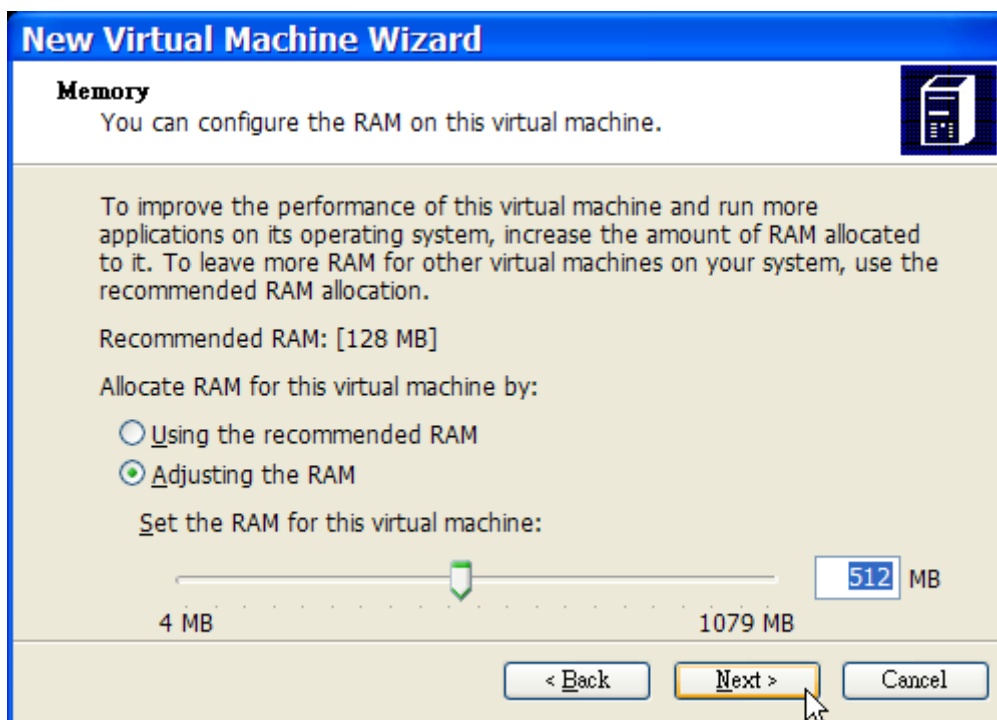 New Virtual Machine Wizard
Memory
You can configure the RAM on this virtual machine.
To improve the performance of this virtual machine and run more
applications on its operating system, increase the amount of RAM allocated
to it. To leave more RAM for other virtual machines on your system, use the
recommended RAM allocation.
Recommended RAM: [128 MB]
Allocate RAM for this virtual machine by:
Using the recommended RAM
Adjusting the RAM
Set the RAM for this virtual machine:
512 MB
4 MB 1079 MB
< Back Next > Cancel